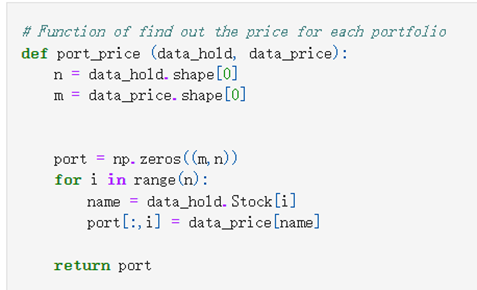 # Function of find out the price for each portfolio
def port_price (data_hold, data_price):
    n = data_hold.shape[0]
    m = data_price.shape[0]
    port = np.zeros((m,n))
    for i in range(n):
        name = data_hold.Stock[i]
        port[:,i] = data_price[name]
    return port